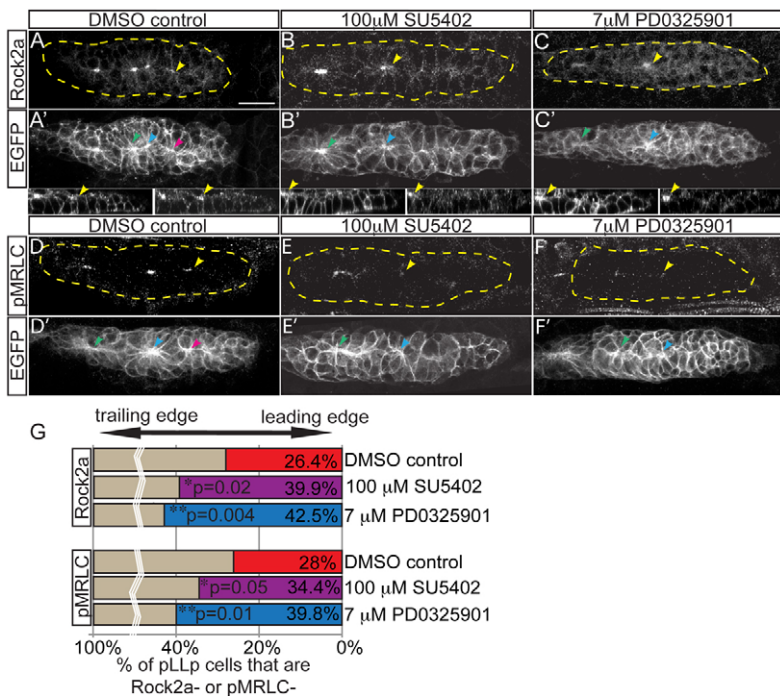 DMSO control 100μM SU5402 7μM PD0325901
Rock2a
A B C
EGFP
A' B' C'
DMSO control 100μM SU5402 7μM PD0325901
pMRLC
D E F
EGFP
D' E' F'
G
trailing edge leading edge
Rock2a
26.4% DMSO control
*p=0.02 39.9% 100 μM SU5402
**p=0.004 42.5% 7 μM PD0325901
pMRLC
28% DMSO control
*p=0.05 34.4% 100 μM SU5402
**p=0.01 39.8% 7 μM PD0325901
100% 40% 20% 0%
% of pLLp cells that are
Rock2a- or pMRLC-